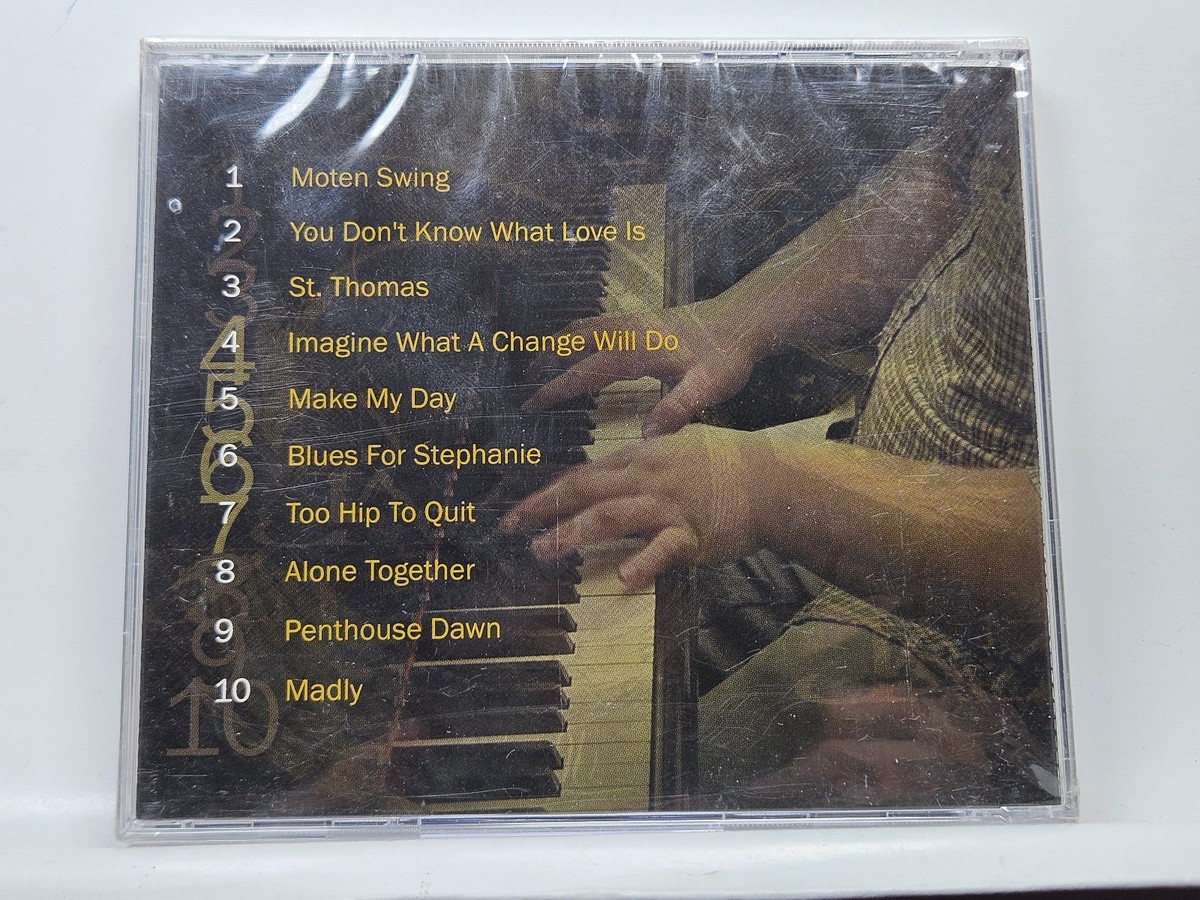 1 Moten Swing
2 You Don't Know What Love Is
3 St. Thomas
4 Imagine What A Change Will Do
5 Make My Day
6 Blues For Stephanie
7 Too Hip To Quit
8 Alone Together
9 Penthouse Dawn
10 Madly